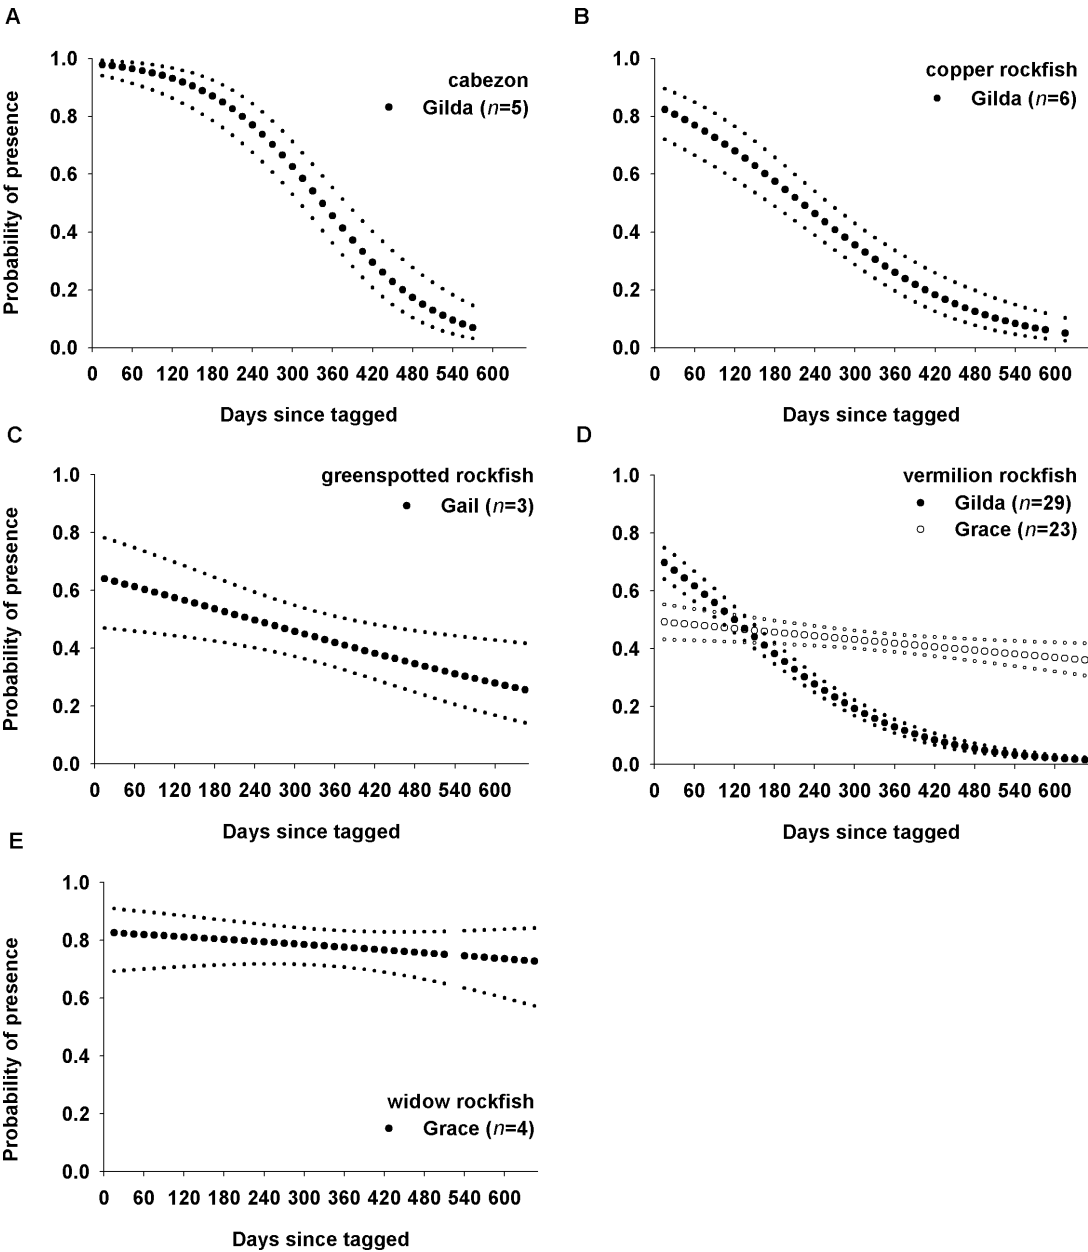 A
cabezon
Gilda (n=5)
Probability of presence
1.0
0.8
0.6
0.4
0.2
0.0
0 60 120 180 240 300 360 420 480 540 600
Days since tagged
B
copper rockfish
Gilda (n=6)
1.0
0.8
0.6
0.4
0.2
0.0
0 60 120 180 240 300 360 420 480 540 600
Days since tagged
C
greenspotted rockfish
Gail (n=3)
Probability of presence
1.0
0.8
0.6
0.4
0.2
0.0
0 60 120 180 240 300 360 420 480 540 600
Days since tagged
D
vermilion rockfish
Gilda (n=29)
Grace (n=23)
1.0
0.8
0.6
0.4
0.2
0.0
0 60 120 180 240 300 360 420 480 540 600
Days since tagged
E
Probability of presence
1.0
0.8
0.6
0.4
0.2
0.0
widow rockfish
Grace (n=4)
0 60 120 180 240 300 360 420 480 540 600
Days since tagged